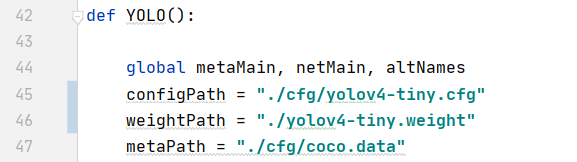 42 def YOLO():
43
44 global metaMain, netMain, altNames
45 configPath = "./cfg/yolov4-tiny.cfg"
46 weightPath = "./yolov4-tiny.weight"
47 metaPath = "./cfg/coco.data"